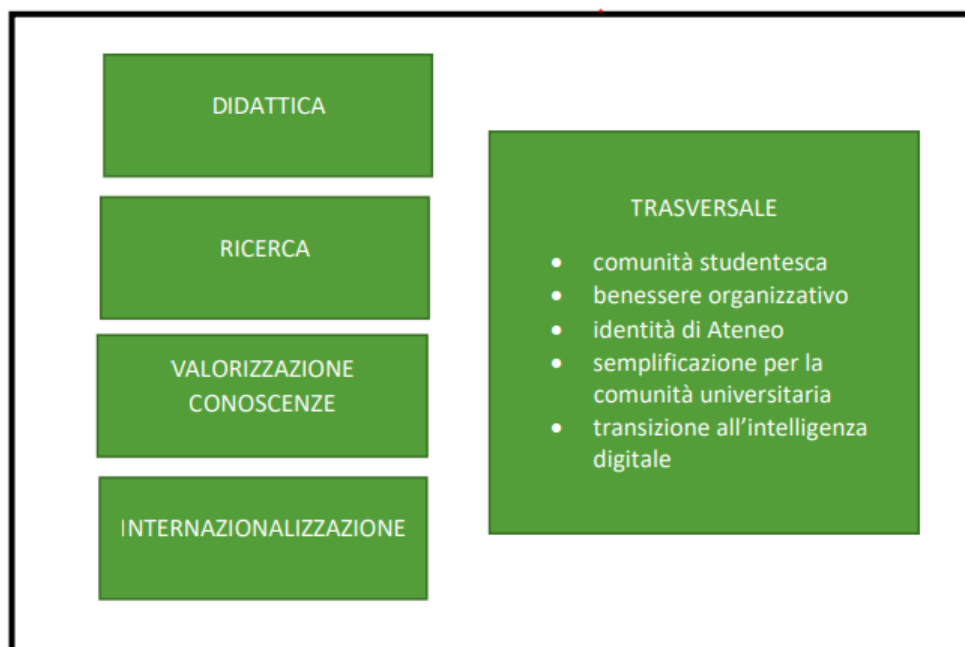 DIDATTICA
RICERCA
VALORIZZAZIONE
CONOSCENZE
INTERNAZIONALIZZAZIONE
TRASVERSALE
• comunità studentesca
• benessere organizzativo
• identità di Ateneo
• semplificazione per la
comunità universitaria
• transizione all'intelligenza
digitale